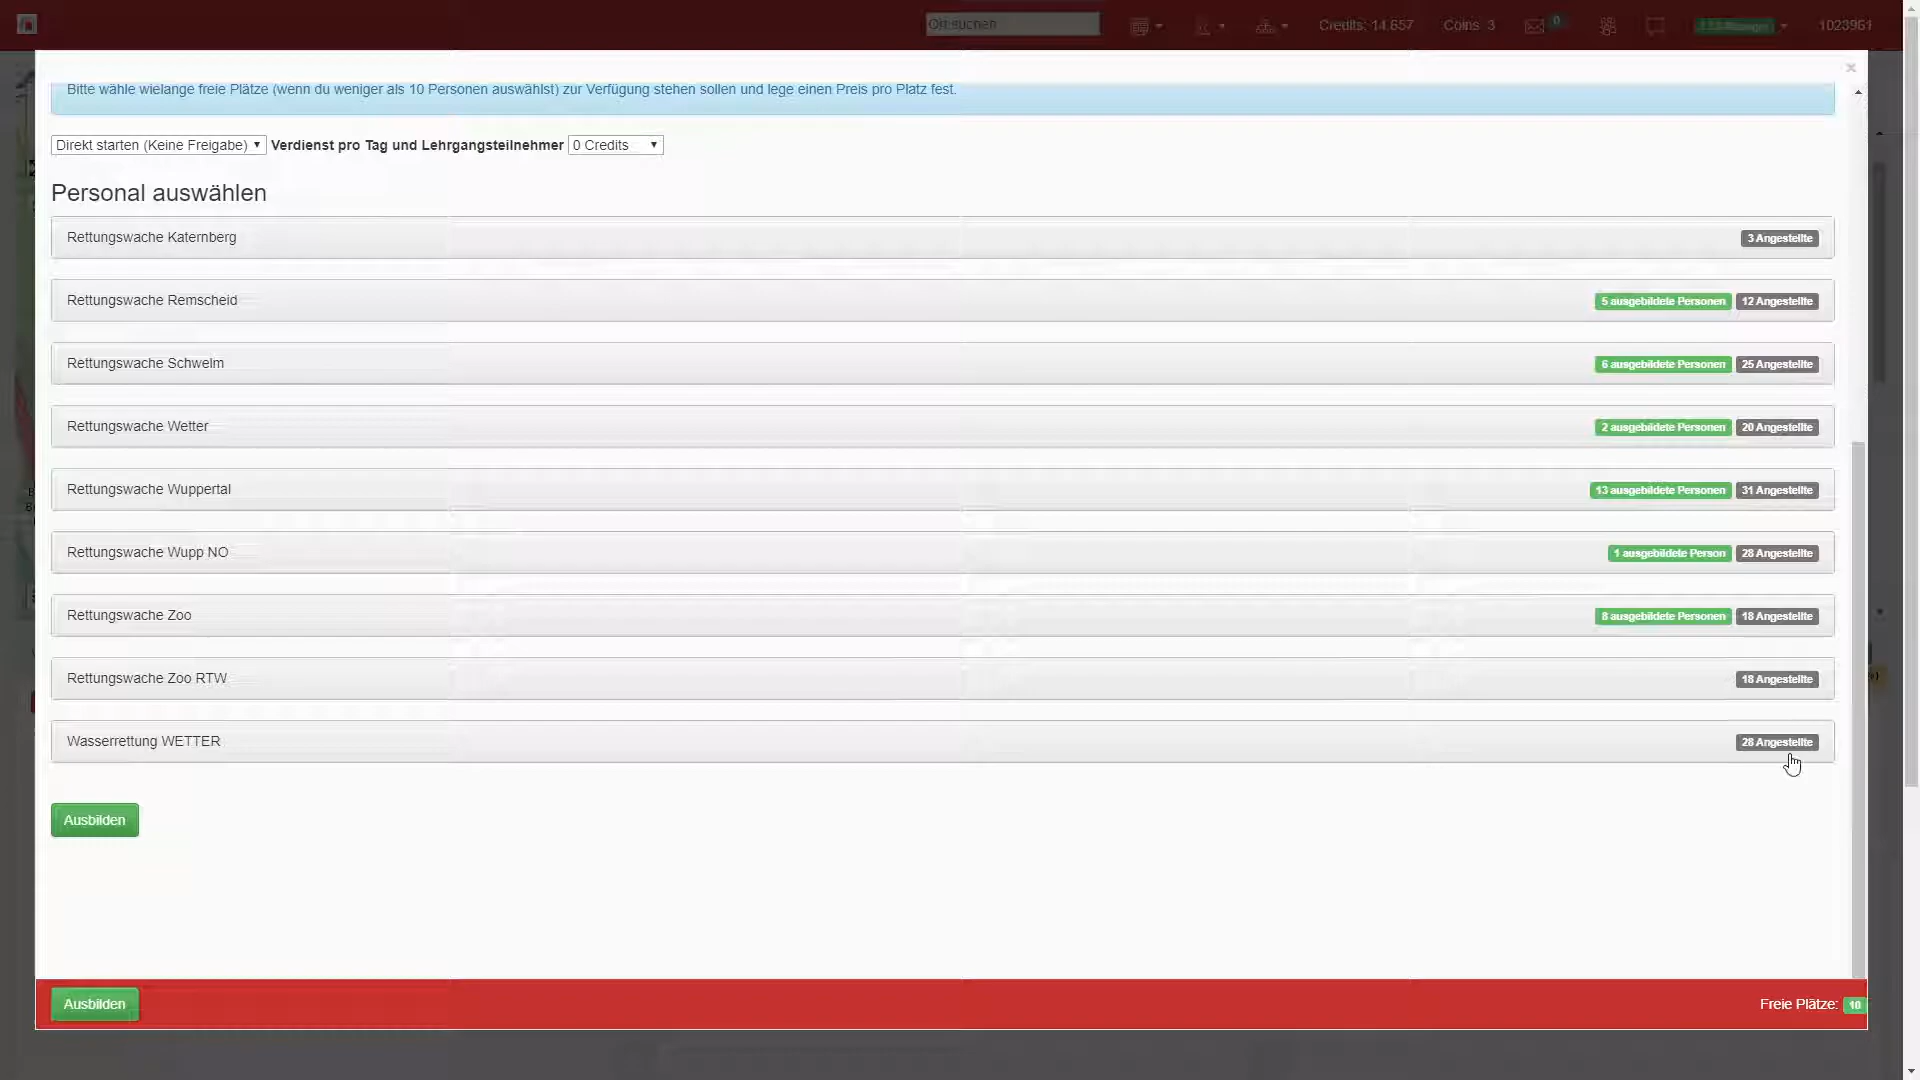 Ort suchen
Credits: 14.657
Coins: 3
0
1023961
×
Bitte wähle wielange freie Plätze (wenn du weniger als 10 Personen auswählst) zur Verfügung stehen sollen und lege einen Preis pro Platz fest.
Direkt starten (Keine Freigabe) Verdienst pro Tag und Lehrgangsteilnehmer 0 Credits
Personal auswählen
Rettungswache Katernberg 3 Angestellte
Rettungswache Remscheid 5 ausgebildete Personen 12 Angestellte
Rettungswache Schwelm 6 ausgebildete Personen 25 Angestellte
Rettungswache Wetter 2 ausgebildete Personen 20 Angestellte
Rettungswache Wuppertal 13 ausgebildete Personen 31 Angestellte
Rettungswache Wupp NO 1 ausgebildete Person 28 Angestellte
Rettungswache Zoo 8 ausgebildete Personen 18 Angestellte
Rettungswache Zoo RTW 18 Angestellte
Wasserrettung WETTER 28 Angestellte
Ausbilden
Ausbilden
Freie Plätze: 10